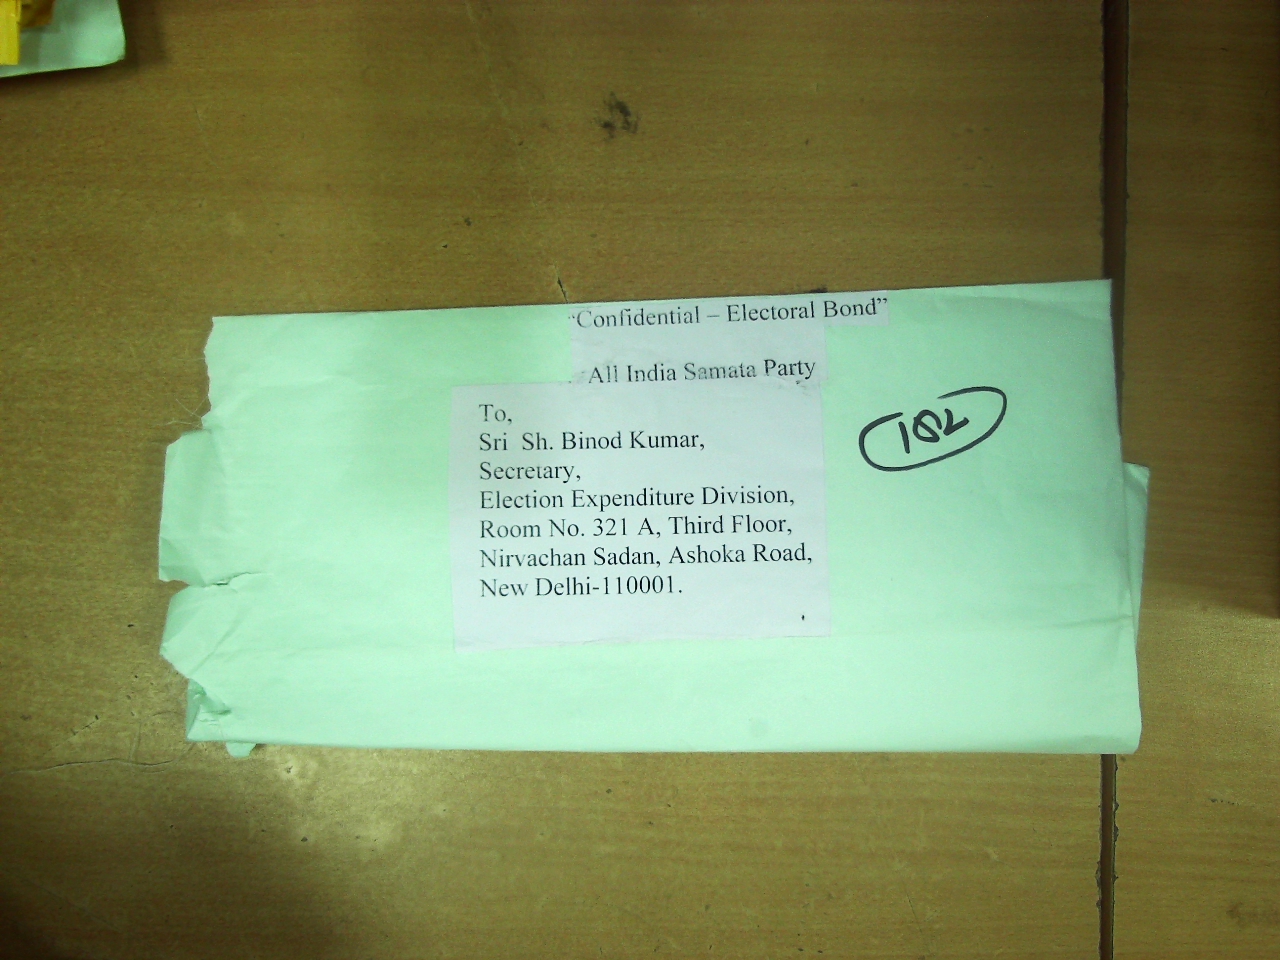 “Confidential – Electoral Bond”
All India Samata Party
To,
Sri Sh. Binod Kumar,
Secretary,
Election Expenditure Division,
Room No. 321 A, Third Floor,
Nirvachan Sadan, Ashoka Road,
New Delhi-110001.
182